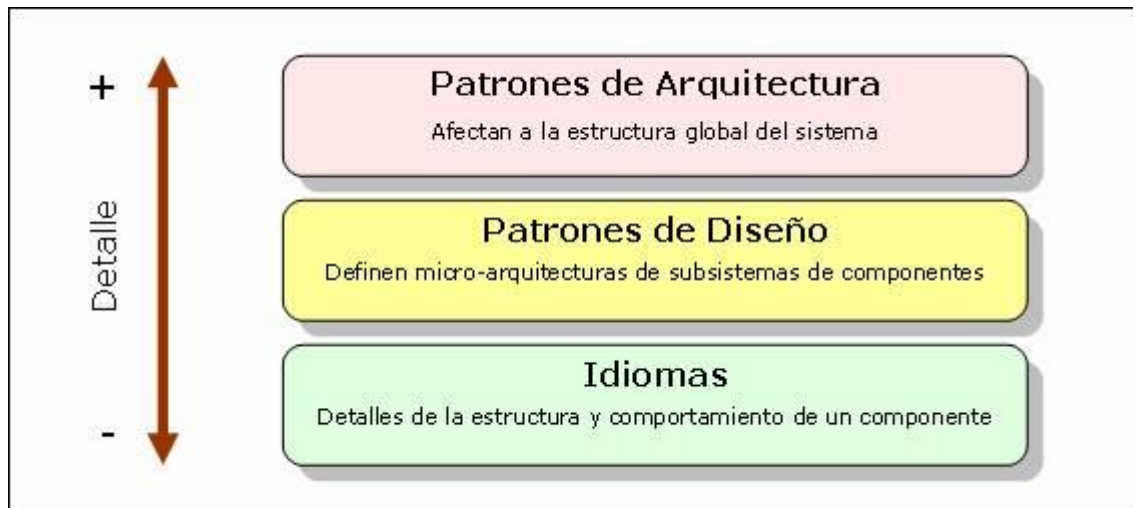 +
Detalle
-
Patrones de Arquitectura
Afectan a la estructura global del sistema
Patrones de Diseño
Definen micro-arquitecturas de subsistemas de componentes
Idiomas
Detalles de la estructura y comportamiento de un componente